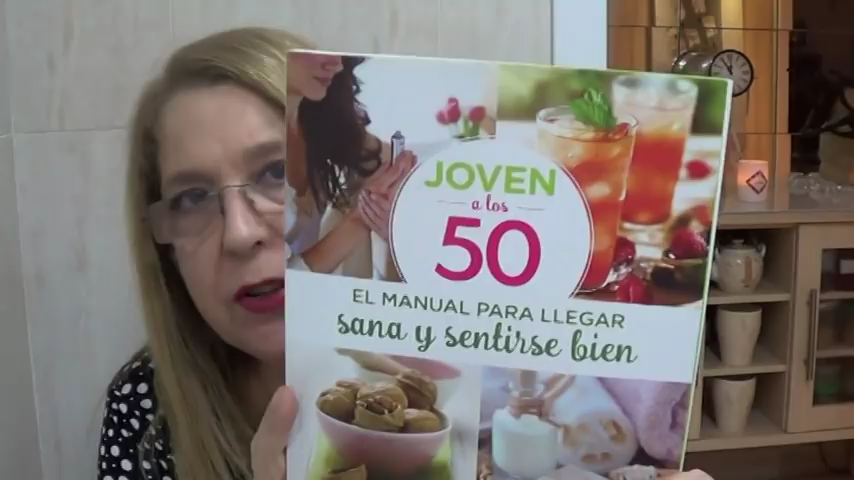 JOVEN
a los
50
EL MANUAL PARA LLEGAR
sana y sentirse bien